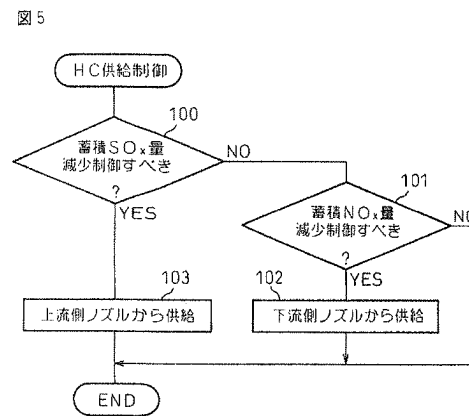 図5
HC供給制御
100
蓄積SOx量
減少制御すべき
?
NO
YES
101
蓄積NOx量
減少制御すべき
?
NO
YES
103
上流側ノズルから供給
102
下流側ノズルから供給
END